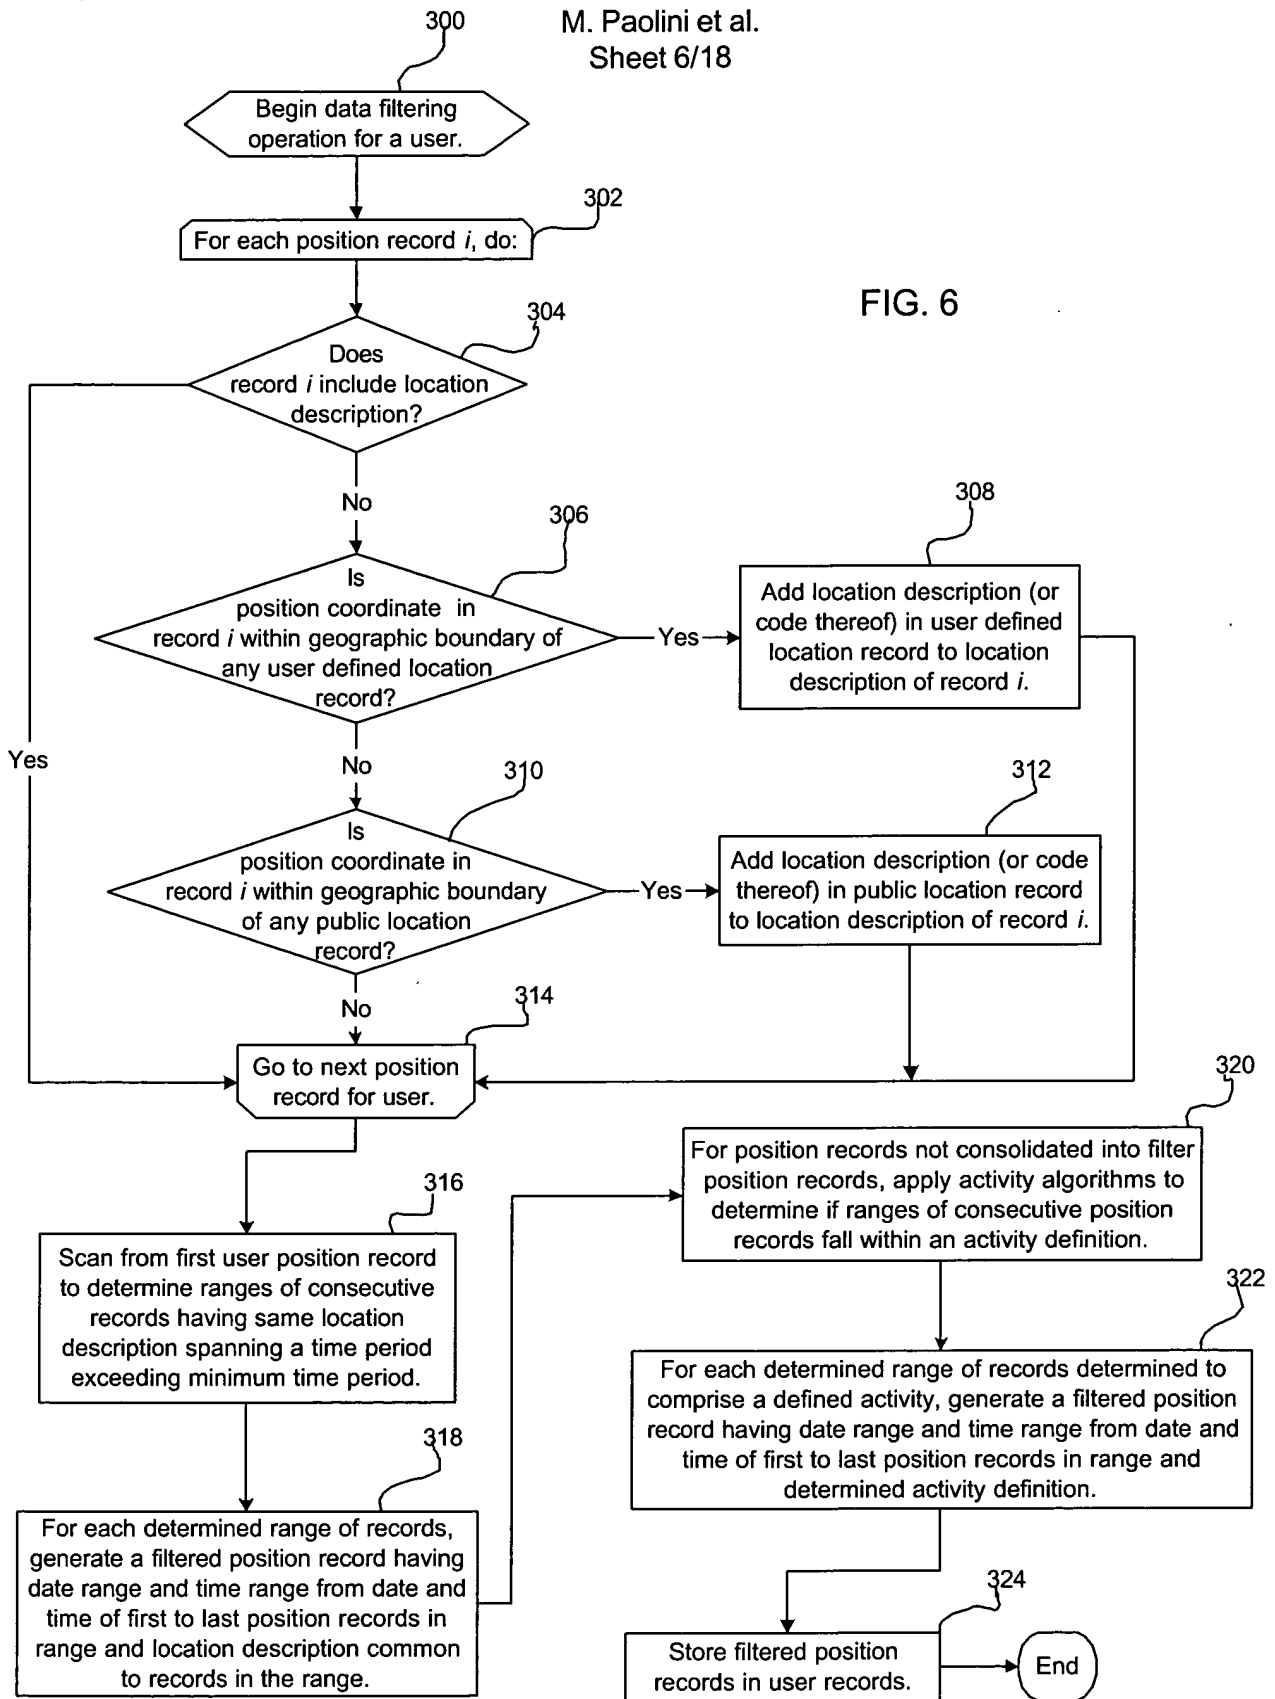 300
M. Paolini et al.
Sheet 6/18
Begin data filtering
operation for a user.
302
For each position record i, do:
FIG. 6
304
Does
record i include location
description?
No
Yes
306
Is
position coordinate in
record i within geographic boundary of
any user defined location
record?
Yes
308
Add location description (or
code thereof) in user defined
location record to location
description of record i.
No
310
Is
position coordinate in
record i within geographic boundary
of any public location
record?
Yes
312
Add location description (or code
thereof) in public location record
to location description of record i.
No
314
Go to next position
record for user.
316
Scan from first user position record
to determine ranges of consecutive
records having same location
description spanning a time period
exceeding minimum time period.
318
For each determined range of records,
generate a filtered position record having
date range and time range from date and
time of first to last position records in
range and location description common
to records in the range.
320
For position records not consolidated into filter
position records, apply activity algorithms to
determine if ranges of consecutive position
records fall within an activity definition.
322
For each determined range of records determined to
comprise a defined activity, generate a filtered position
record having date range and time range from date and
time of first to last position records in range and
determined activity definition.
324
Store filtered position
records in user records.
End